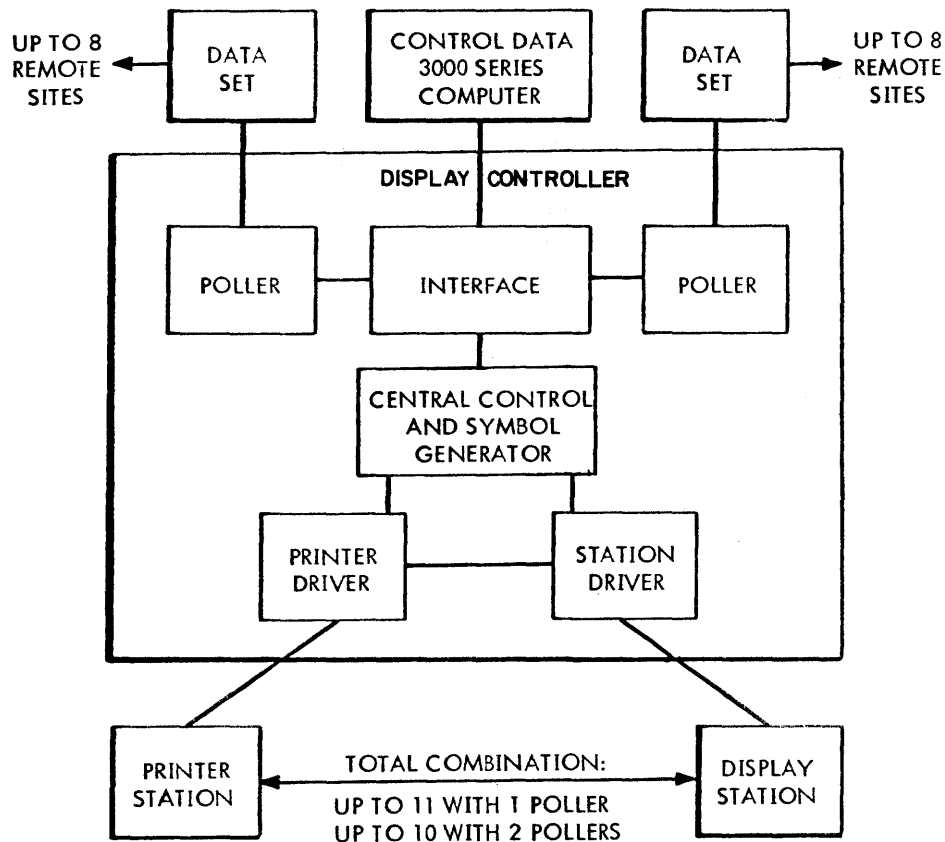 UP TO 8
REMOTE
SITES
DATA
SET
CONTROL DATA
3000 SERIES
COMPUTER
DATA
SET
UP TO 8
REMOTE
SITES
DISPLAY CONTROLLER
POLLER
INTERFACE
POLLER
CENTRAL CONTROL
AND SYMBOL
GENERATOR
PRINTER
DRIVER
STATION
DRIVER
PRINTER
STATION
TOTAL COMBINATION:
UP TO 11 WITH 1 POLLER
UP TO 10 WITH 2 POLLERS
DISPLAY
STATION